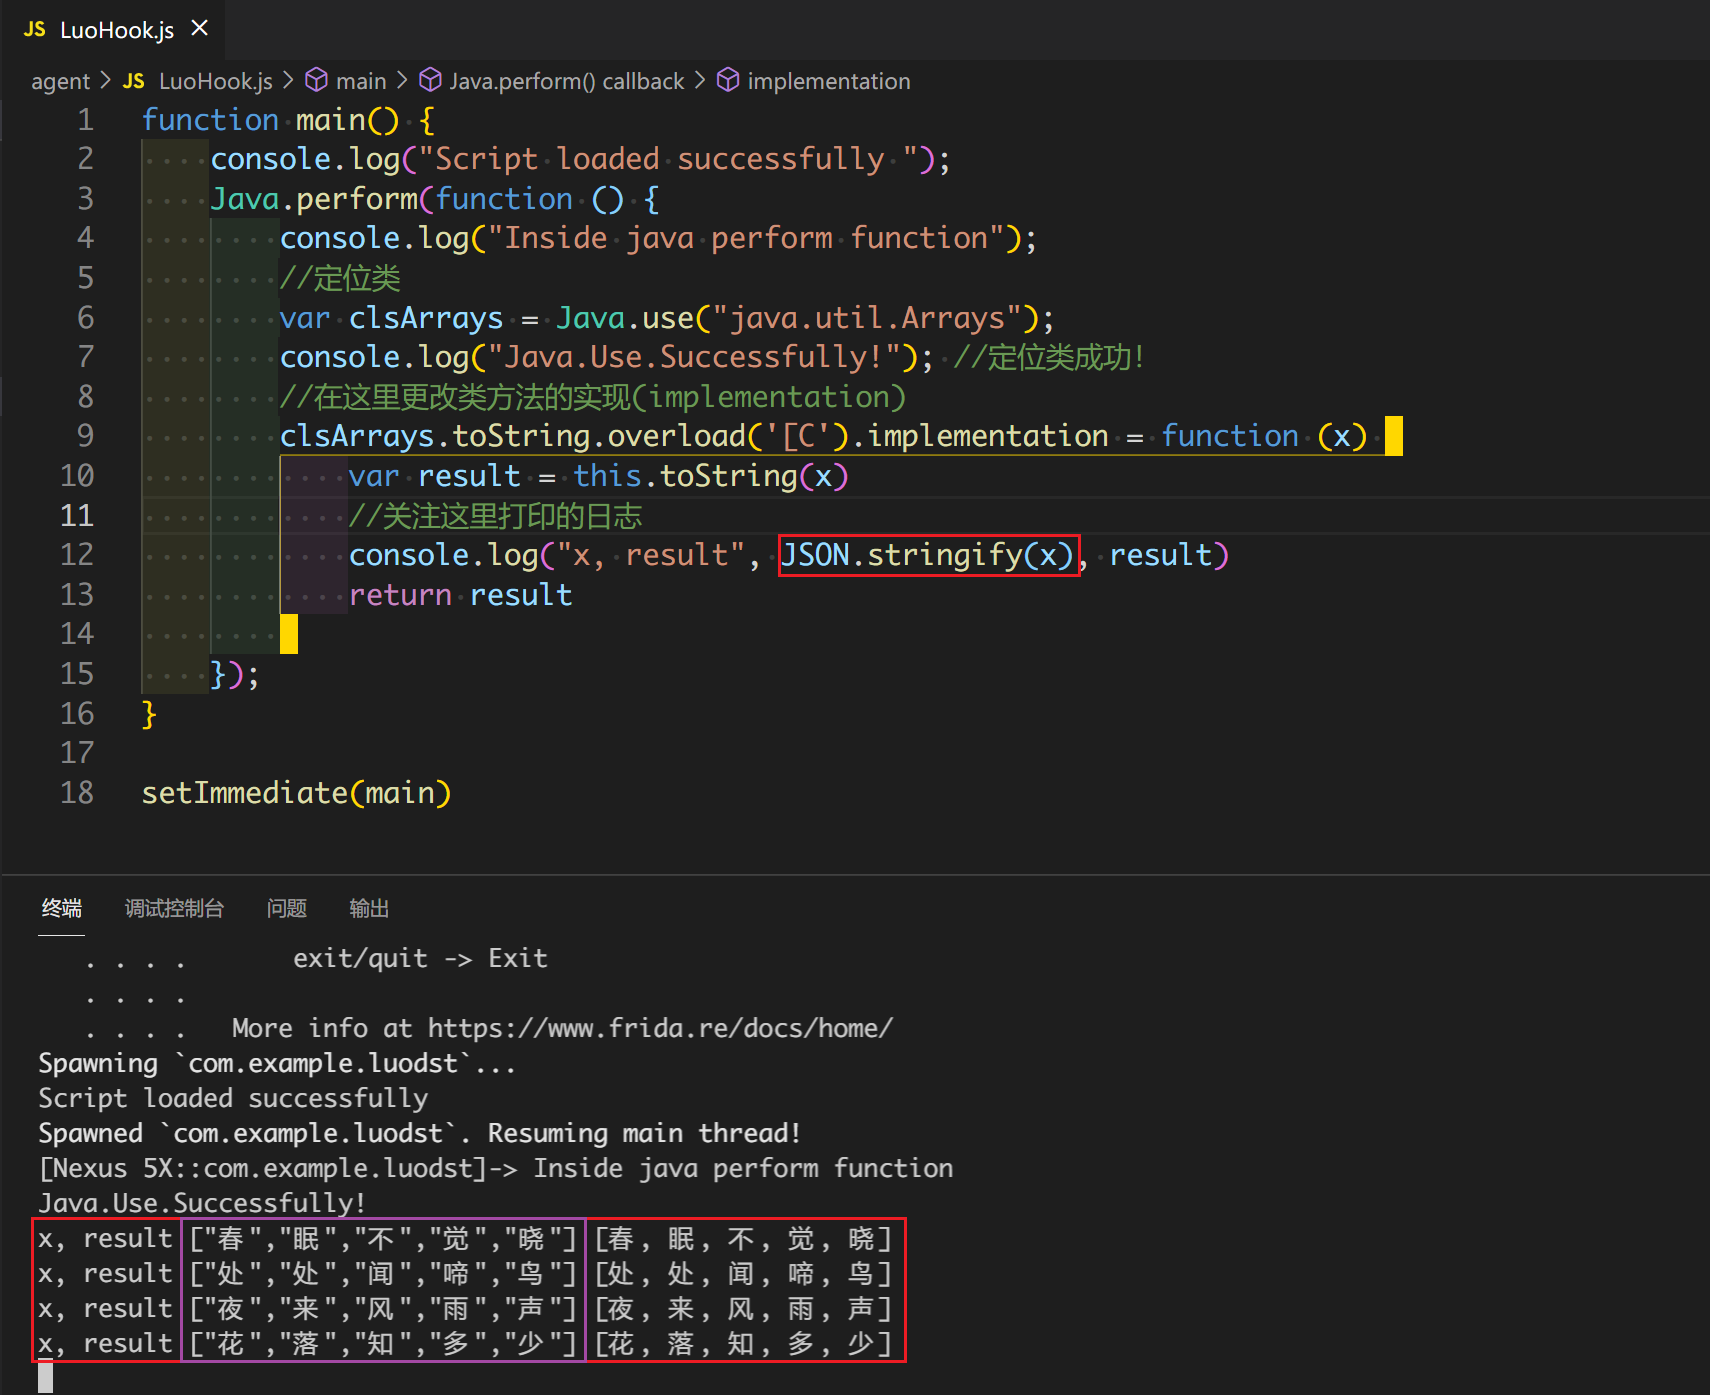 JS LuoHook.js ×
agent > JS LuoHook.js > main > Java.perform() callback > implementation
1 function main() {
2 console.log("Script loaded successfully ");
3 Java.perform(function () {
4 console.log("Inside java perform function");
5 //定位类
6 var clsArrays = Java.use("java.util.Arrays");
7 console.log("Java.Use.Successfully!"); //定位类成功!
8 //在这里更改类方法的实现(implementation)
9 clsArrays.toString.overload('[C').implementation = function (x)
10 var result = this.toString(x)
11 //关注这里打印的日志
12 console.log("x, result", JSON.stringify(x), result)
13 return result
14
15 });
16 }
17
18 setImmediate(main)
终端 调试控制台 问题 输出
. . . . exit/quit -> Exit
. . . .
. . . . More info at https://www.frida.re/docs/home/
Spawning `com.example.luodst`...
Script loaded successfully
Spawned `com.example.luodst`. Resuming main thread!
[Nexus 5X::com.example.luodst]-> Inside java perform function
Java.Use.Successfully!
x, result ["春","眠","不","觉","晓"] [春, 眠, 不, 觉, 晓]
x, result ["处","处","闻","啼","鸟"] [处, 处, 闻, 啼, 鸟]
x, result ["夜","来","风","雨","声"] [夜, 来, 风, 雨, 声]
x, result ["花","落","知","多","少"] [花, 落, 知, 多, 少]